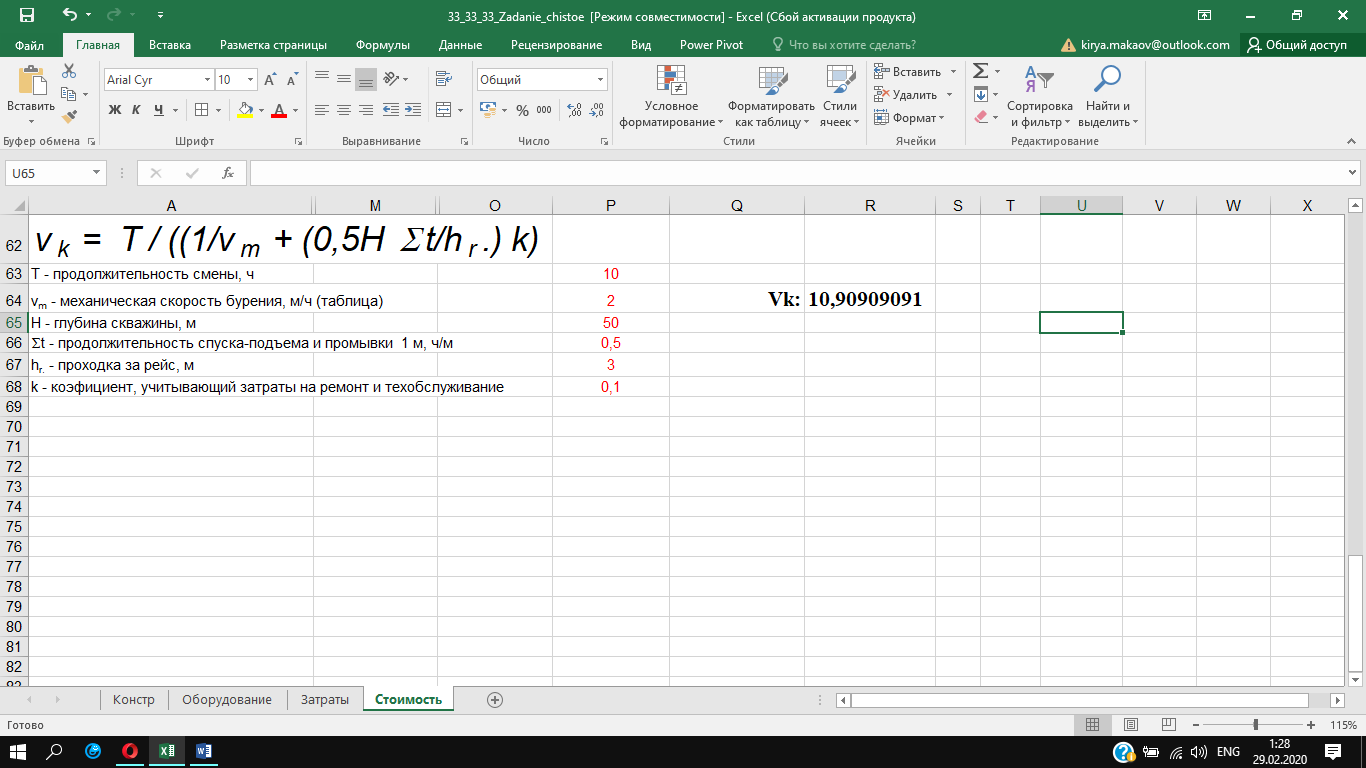 33_33_33_Zadanie_chistoe [Режим совместимости] - Excel (Сбой активации продукта)
Файл Главная Вставка Разметка страницы Формулы Данные Рецензирование Вид Power Pivot Что вы хотите сделать? kirya.makaov@outlook.com Общий доступ
Вставить
Arial Cyr 10 A A
Ж К Ч А
Общий
% 000
Условное форматирование
Форматировать как таблицу
Стили ячеек
Вставить
Удалить
Формат
Сортировка и фильтр
Найти и выделить
Буфер обмена Шрифт Выравнивание Число Стили Ячейки Редактирование
U65 fx
A M O P Q R S T U V W X
62 v k = T / ((1/v m + (0,5H Σt/h r .) k)
63 T - продолжительность смены, ч 10
64 vm - механическая скорость бурения, м/ч (таблица) 2 Vk: 10,90909091
65 H - глубина скважины, м 50
66 Σt - продолжительность спуска-подъема и промывки 1 м, ч/м 0,5
67 hr. - проходка за рейс, м 3
68 k - коэфициент, учитывающий затраты на ремонт и техобслуживание 0,1
69
70
71
72
73
74
75
76
77
78
79
80
81
82
Констр Оборудование Затраты Стоимость
Готово 115%
ENG 1:28
29.02.2020